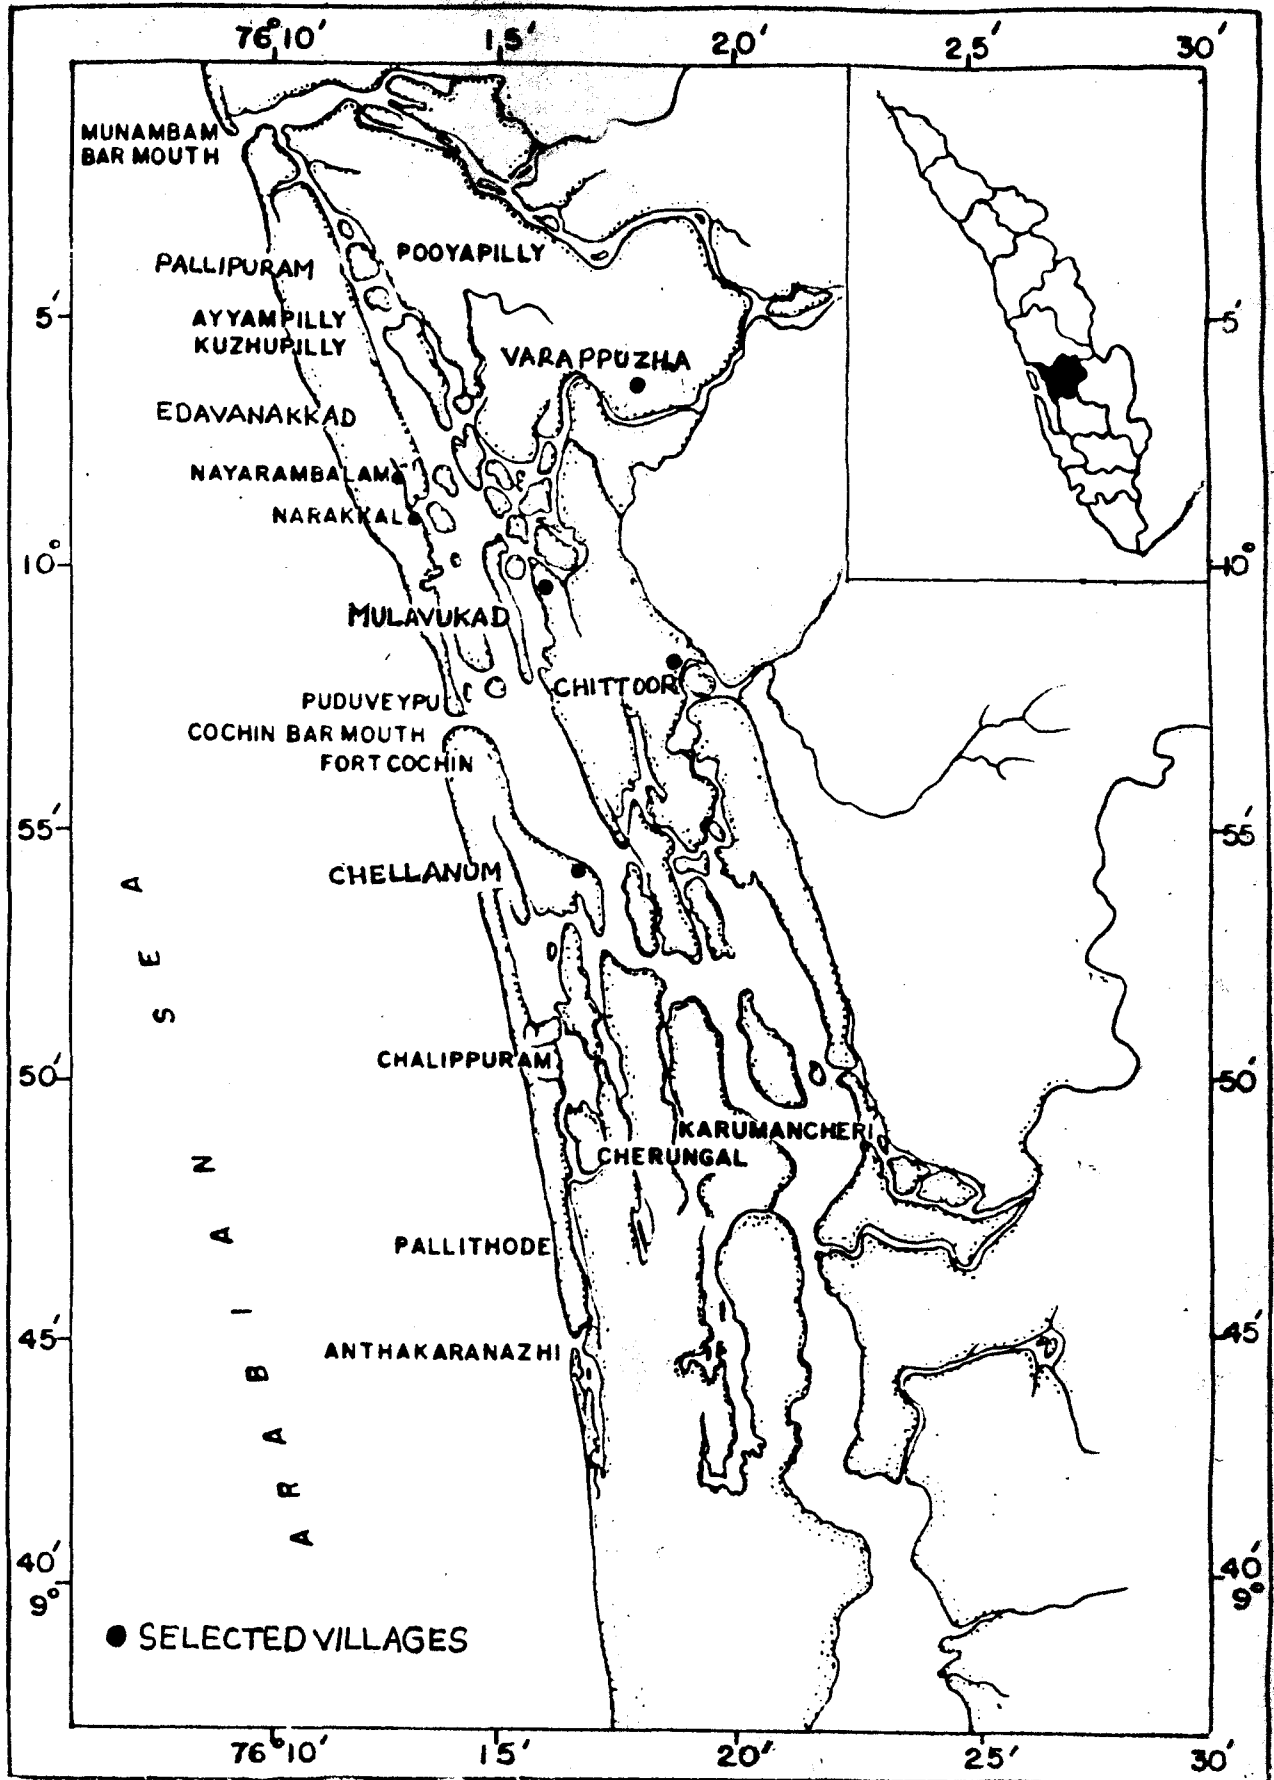 76°10′ 15′ 20′ 25′ 30′
MUNAMBAM
BAR MOUTH
POOYAPILLY
PALLIPURAM
5′ 5′
AYYAMPILLY
KUZHUPILLY
VARAPPUZHA
EDAVANAKKAD
NAYARAMBALAM
NARAKKAL
10° 10°
MULAVUKAD
CHITTOOR
PUDUVEYPU
COCHIN BAR MOUTH
FORT COCHIN
55′ 55′
CHELLANUM
50′ 50′
CHALIPPURAM
KARUMANCHERI
CHERUNGAL
PALLITHODE
45′ 45′
ANTHAKARANAZHI
ARABIAN SEA
40′ 40′
9° 9°
SELECTED VILLAGES
76°10′ 15′ 20′ 25′ 30′